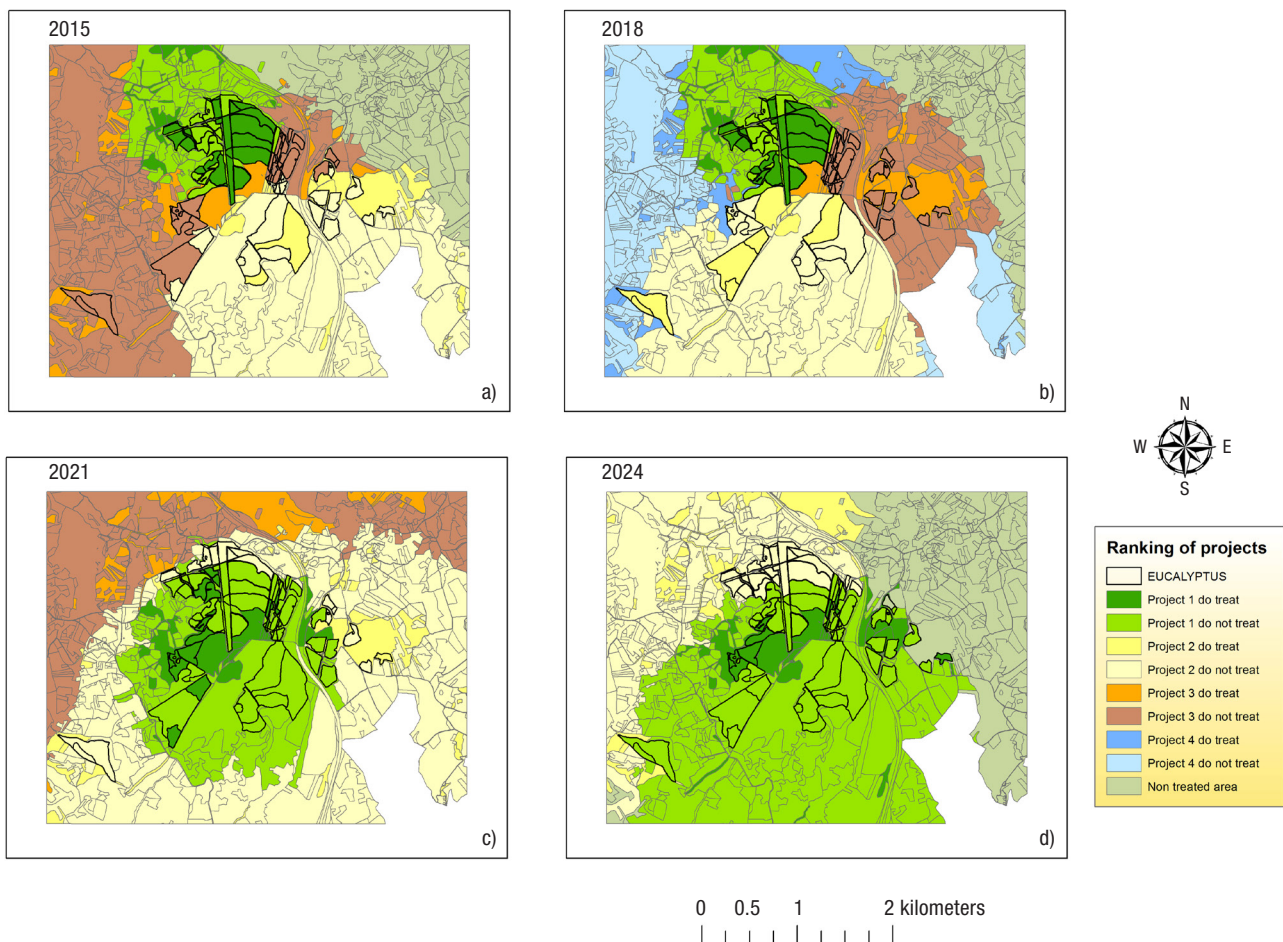 2015
a)
2018
b)
2021
c)
2024
d)
N
W E
S
Ranking of projects
EUCALYPTUS
Project 1 do treat
Project 1 do not treat
Project 2 do treat
Project 2 do not treat
Project 3 do treat
Project 3 do not treat
Project 4 do treat
Project 4 do not treat
Non treated area
0 0.5 1 2 kilometers